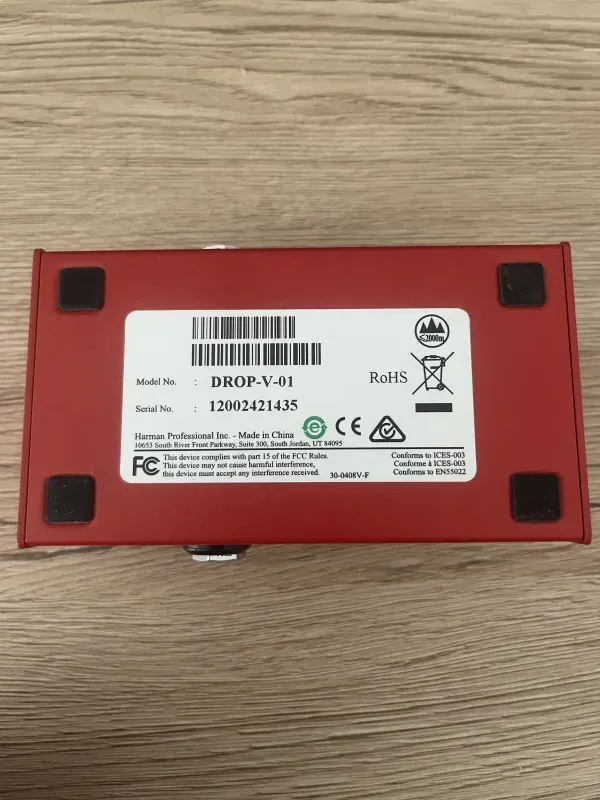 ≤2000m
Model No. : DROP-V-01
RoHS
Serial No. : 12002421435
Harman Professional Inc. - Made in China
10653 South River Front Parkway, Suite 300, South Jordan, UT 84095
FC This device complies with part 15 of the FCC Rules.
This device may not cause harmful interference,
this device must accept any interference received.
30-0408V-F
CE
Conforms to ICES-003
Conforme à ICES-003
Conforms to EN55022